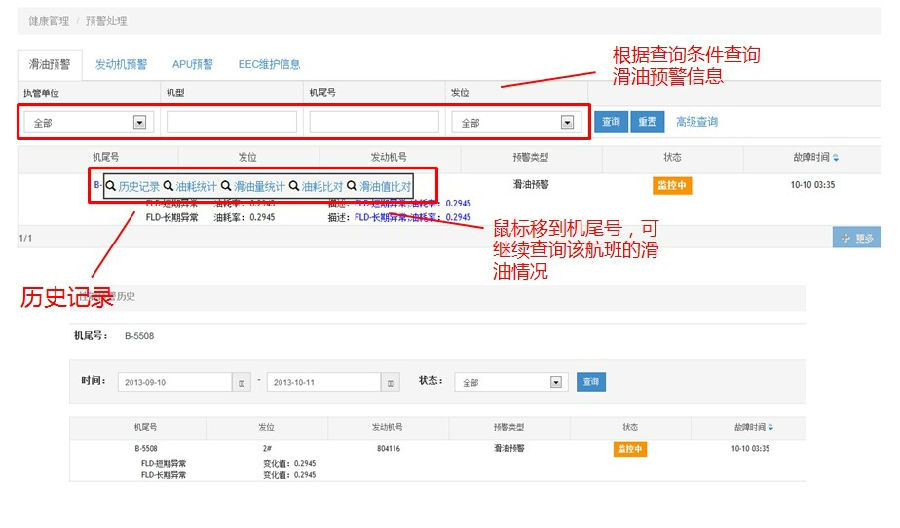 健康管理 / 预警处理
滑油预警 发动机预警 APU预警 EEC维护信息
根据查询条件查询
滑油预警信息
执管单位 机型 机尾号 发位
全部 全部 查询 重置 高级查询
机尾号 发位 发动机号 预警类型 状态 故障时间
B- 历史记录 油耗统计 滑油量统计 油耗比对 滑油值比对 滑油预警 监控中 10-10 03:35
FLD-短期异常 油耗率: 0.2945 描述: FLD-短期异常,油耗率: 0.2945
FLD-长期异常 油耗率: 0.2945 描述: FLD-长期异常,油耗率: 0.2945
1/1 更多
鼠标移到机尾号，可
继续查询该航班的滑
油情况
历史记录
历史
机尾号: B-5508
时间: 2013-09-10 - 2013-10-11 状态: 全部 查询
机尾号 发位 发动机号 预警类型 状态 故障时间
B-5508 2# 804116 滑油预警 监控中 10-10 03:35
FLD-短期异常 变化值: 0.2945
FLD-长期异常 变化值: 0.2945